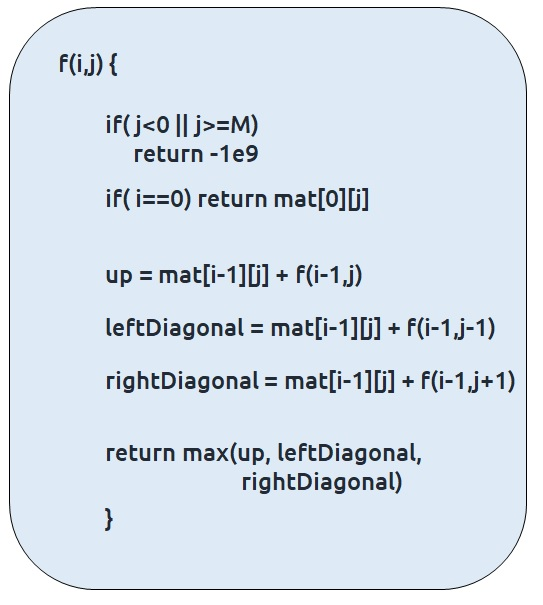 f(i,j) {
if( j<0 || j>=M)
return -1e9
if( i==0) return mat[0][j]
up = mat[i-1][j] + f(i-1,j)
leftDiagonal = mat[i-1][j] + f(i-1,j-1)
rightDiagonal = mat[i-1][j] + f(i-1,j+1)
return max(up, leftDiagonal,
rightDiagonal)
}